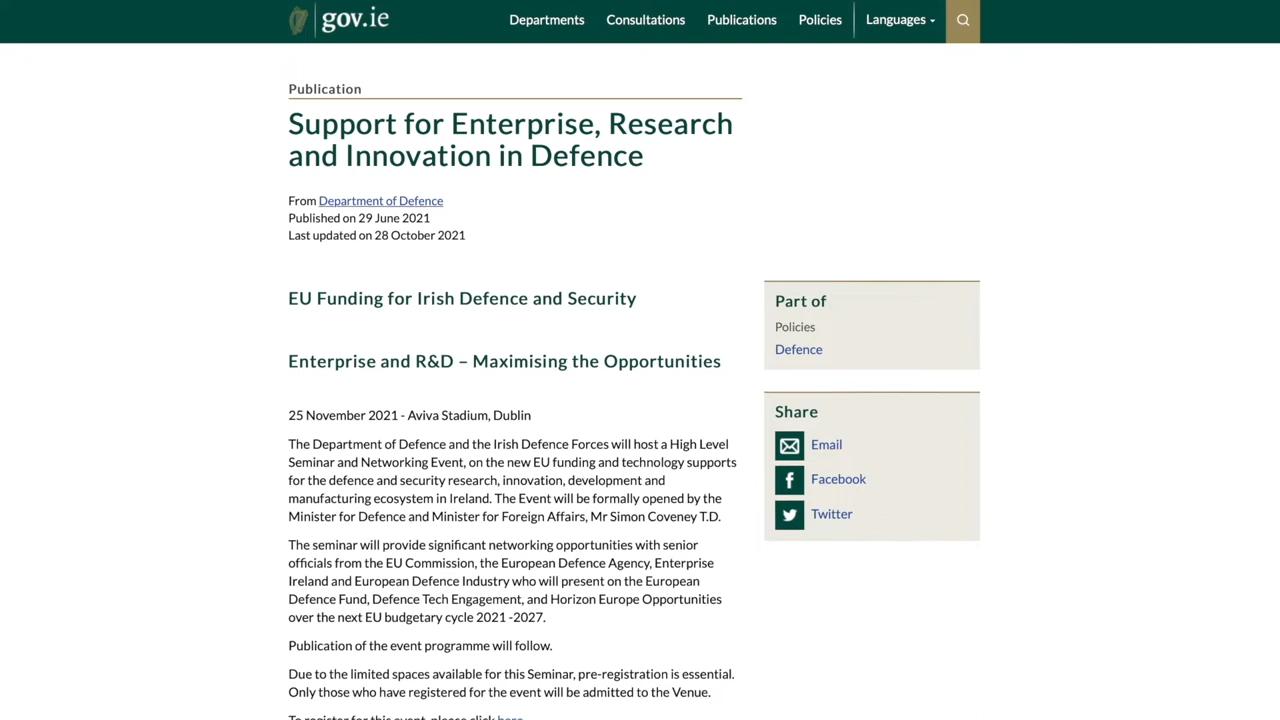 gov.ie
Departments
Consultations
Publications
Policies
Languages
Publication
Support for Enterprise, Research
and Innovation in Defence
From Department of Defence
Published on 29 June 2021
Last updated on 28 October 2021
EU Funding for Irish Defence and Security
Enterprise and R&D – Maximising the Opportunities
25 November 2021 - Aviva Stadium, Dublin
The Department of Defence and the Irish Defence Forces will host a High Level
Seminar and Networking Event, on the new EU funding and technology supports
for the defence and security research, innovation, development and
manufacturing ecosystem in Ireland. The Event will be formally opened by the
Minister for Defence and Minister for Foreign Affairs, Mr Simon Coveney T.D.
The seminar will provide significant networking opportunities with senior
officials from the EU Commission, the European Defence Agency, Enterprise
Ireland and European Defence Industry who will present on the European
Defence Fund, Defence Tech Engagement, and Horizon Europe Opportunities
over the next EU budgetary cycle 2021 -2027.
Publication of the event programme will follow.
Due to the limited spaces available for this Seminar, pre-registration is essential.
Only those who have registered for the event will be admitted to the Venue.
To register for this event, please click here
Part of
Policies
Defence
Share
Email
Facebook
Twitter